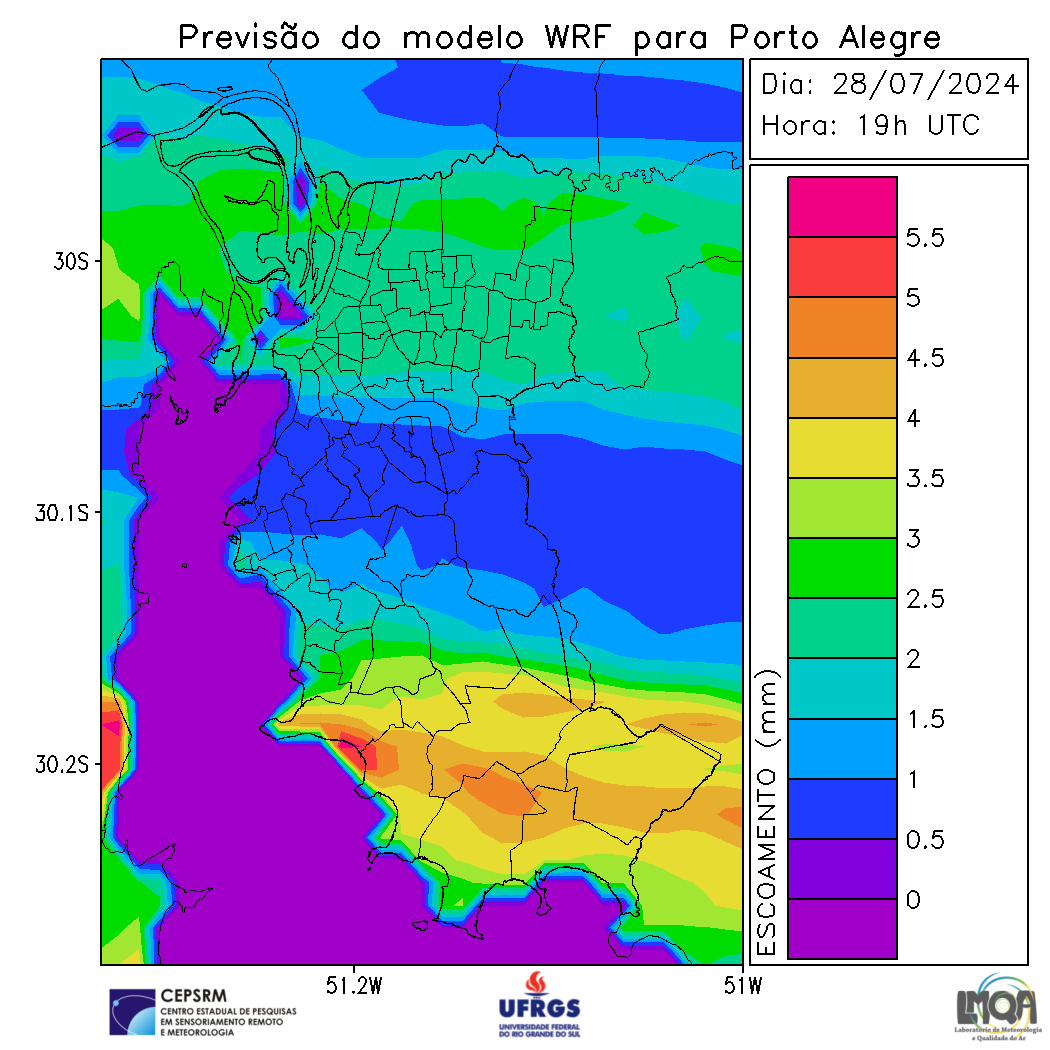 Previsão do modelo WRF para Porto Alegre
Dia: 28/07/2024
Hora: 19h UTC
30S
30.1S
30.2S
51.2W
51W
ESCOAMENTO (mm)
5.5
5
4.5
4
3.5
3
2.5
2
1.5
1
0.5
0
CEPSRM
CENTRO ESTADUAL DE PESQUISAS
EM SENSORIAMENTO REMOTO
E METEOROLOGIA
UFRGS
UNIVERSIDADE FEDERAL
DO RIO GRANDE DO SUL
LMQA
Laboratório de Meteorologia
e Qualidade do Ar